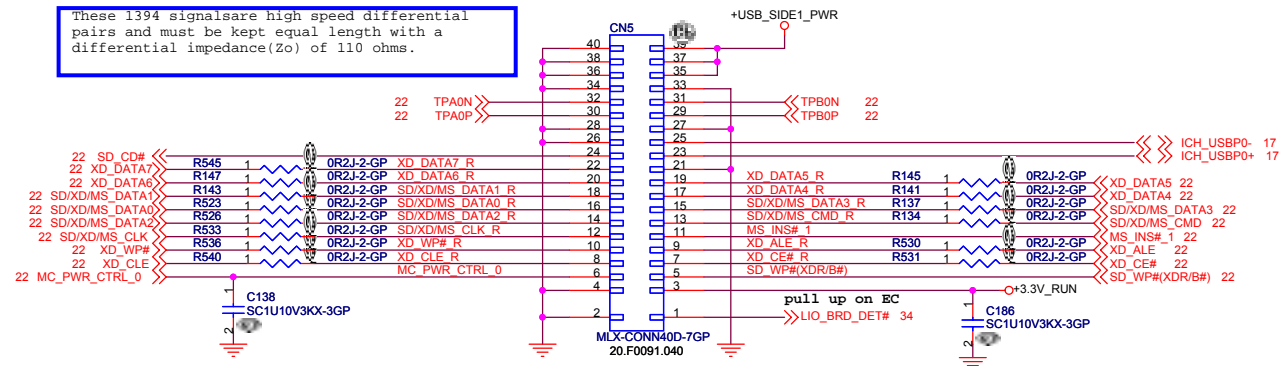 These 1394 signalsare high speed differential
pairs and must be kept equal length with a
differential impedance(Zo) of 110 ohms.
CN5
+USB_SIDE1_PWR
40
38
36
34
32
30
28
26
24
22
20
18
16
14
12
10
8
6
4
2
39
37
35
33
31
29
27
25
23
21
19
17
15
13
11
9
7
5
3
1
22 TPA0N
22 TPA0P
TPB0N 22
TPB0P 22
ICH_USBP0- 17
ICH_USBP0+ 17
22 SD_CD#
22 XD_DATA7 R545 1 0R2J-2-GP XD_DATA7_R
22 XD_DATA6 R147 1 0R2J-2-GP XD_DATA6_R
22 SD/XD/MS_DATA1 R143 1 0R2J-2-GP SD/XD/MS_DATA1_R
22 SD/XD/MS_DATA0 R523 1 0R2J-2-GP SD/XD/MS_DATA0_R
22 SD/XD/MS_DATA2 R526 1 0R2J-2-GP SD/XD/MS_DATA2_R
22 SD/XD/MS_CLK R533 1 0R2J-2-GP SD/XD/MS_CLK_R
22 XD_WP# R536 1 0R2J-2-GP XD_WP#_R
22 XD_CLE R540 1 0R2J-2-GP XD_CLE_R
22 MC_PWR_CTRL_0 MC_PWR_CTRL_0
XD_DATA5_R R145 1 0R2J-2-GP XD_DATA5 22
XD_DATA4_R R141 1 0R2J-2-GP XD_DATA4 22
SD/XD/MS_DATA3_R R137 1 0R2J-2-GP SD/XD/MS_DATA3 22
SD/XD/MS_CMD_R R134 1 0R2J-2-GP SD/XD/MS_CMD 22
MS_INS#_1 MS_INS#_1 22
XD_ALE_R R530 1 0R2J-2-GP XD_ALE 22
XD_CE#_R R531 1 0R2J-2-GP XD_CE# 22
SD_WP#(XDR/B#) SD_WP#(XDR/B#) 22
+3.3V_RUN
pull up on EC
LIO_BRD_DET# 34
1
C138
SC1U10V3KX-3GP
2
1
C186
SC1U10V3KX-3GP
2
MLX-CONN40D-7GP
20.F0091.040